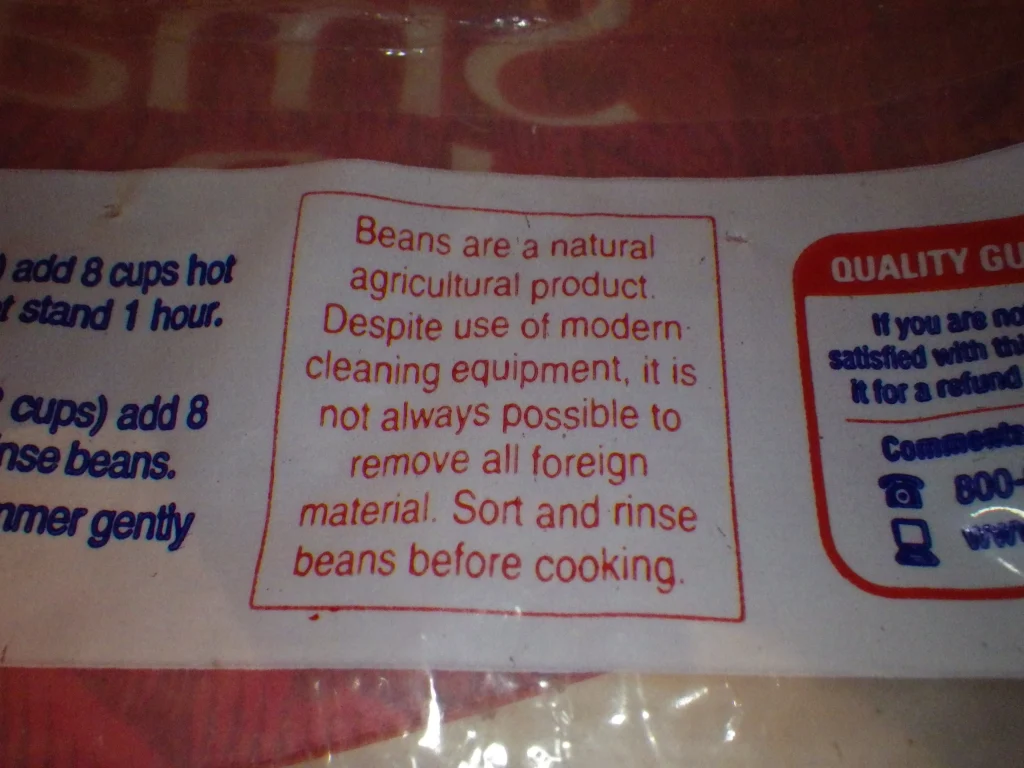 ) add 8 cups hot
stand 1 hour.
cups) add 8
beans.
gently
Beans are a natural
agricultural product.
Despite use of modern
cleaning equipment, it is
not always possible to
remove all foreign
material. Sort and rinse
beans before cooking.
QUALITY GU
If you are no
satisfied with thi
it for a refund
Comments
800-
www